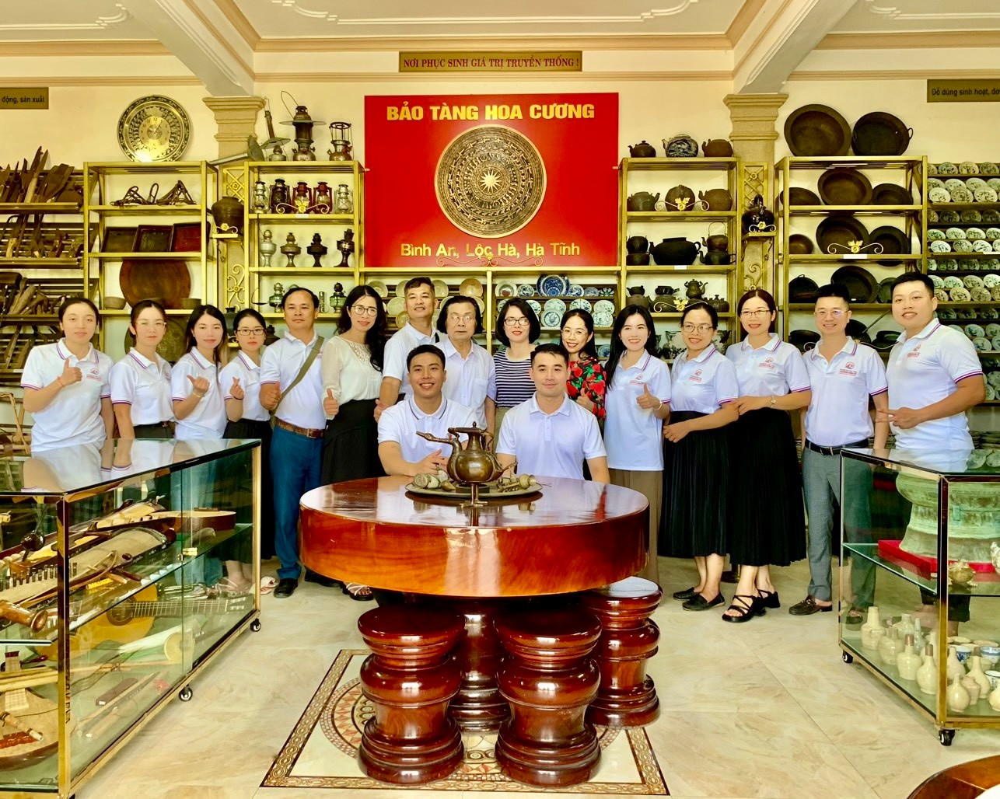 NƠI PHỤC SINH GIÁ TRỊ TRUYỀN THỐNG !
động, sản xuất
Đồ dùng sinh hoạt, đơ
BẢO TÀNG HOA CƯƠNG
Bình An, Lộc Hà, Hà Tĩnh